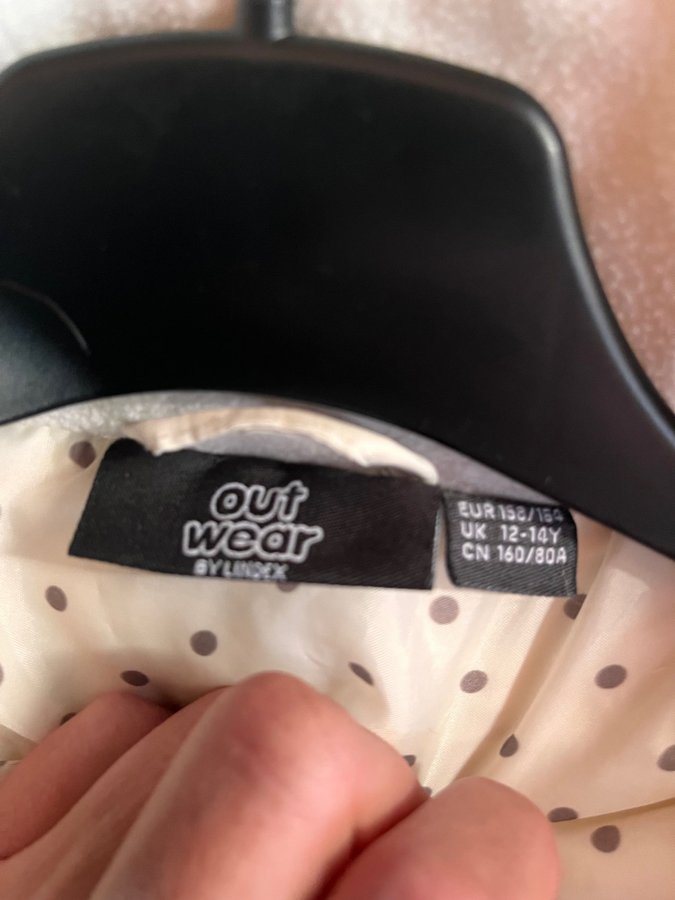 out
wear
BY LINDEX
EUR 158/164
UK 12-14Y
CN 160/80A